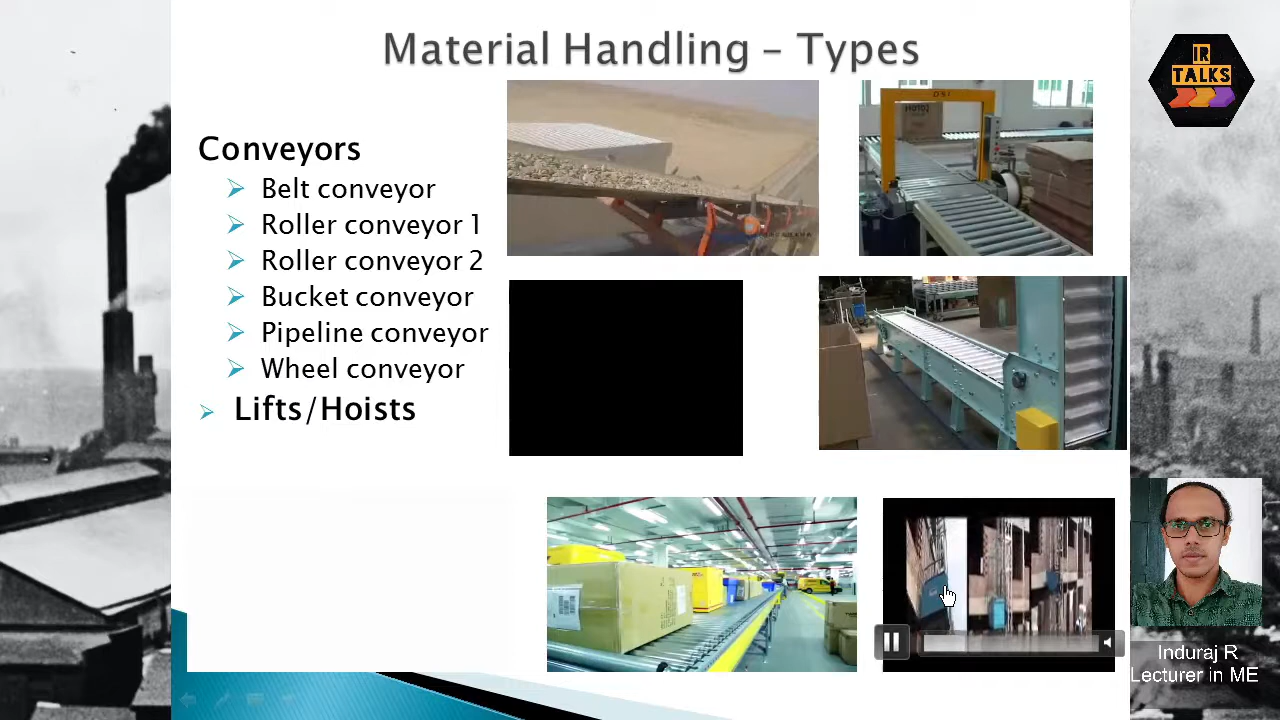 Material Handling – Types
IR
TALKS
Conveyors
Belt conveyor
Roller conveyor 1
Roller conveyor 2
Bucket conveyor
Pipeline conveyor
Wheel conveyor
Lifts/Hoists
Induraj R
Lecturer in ME